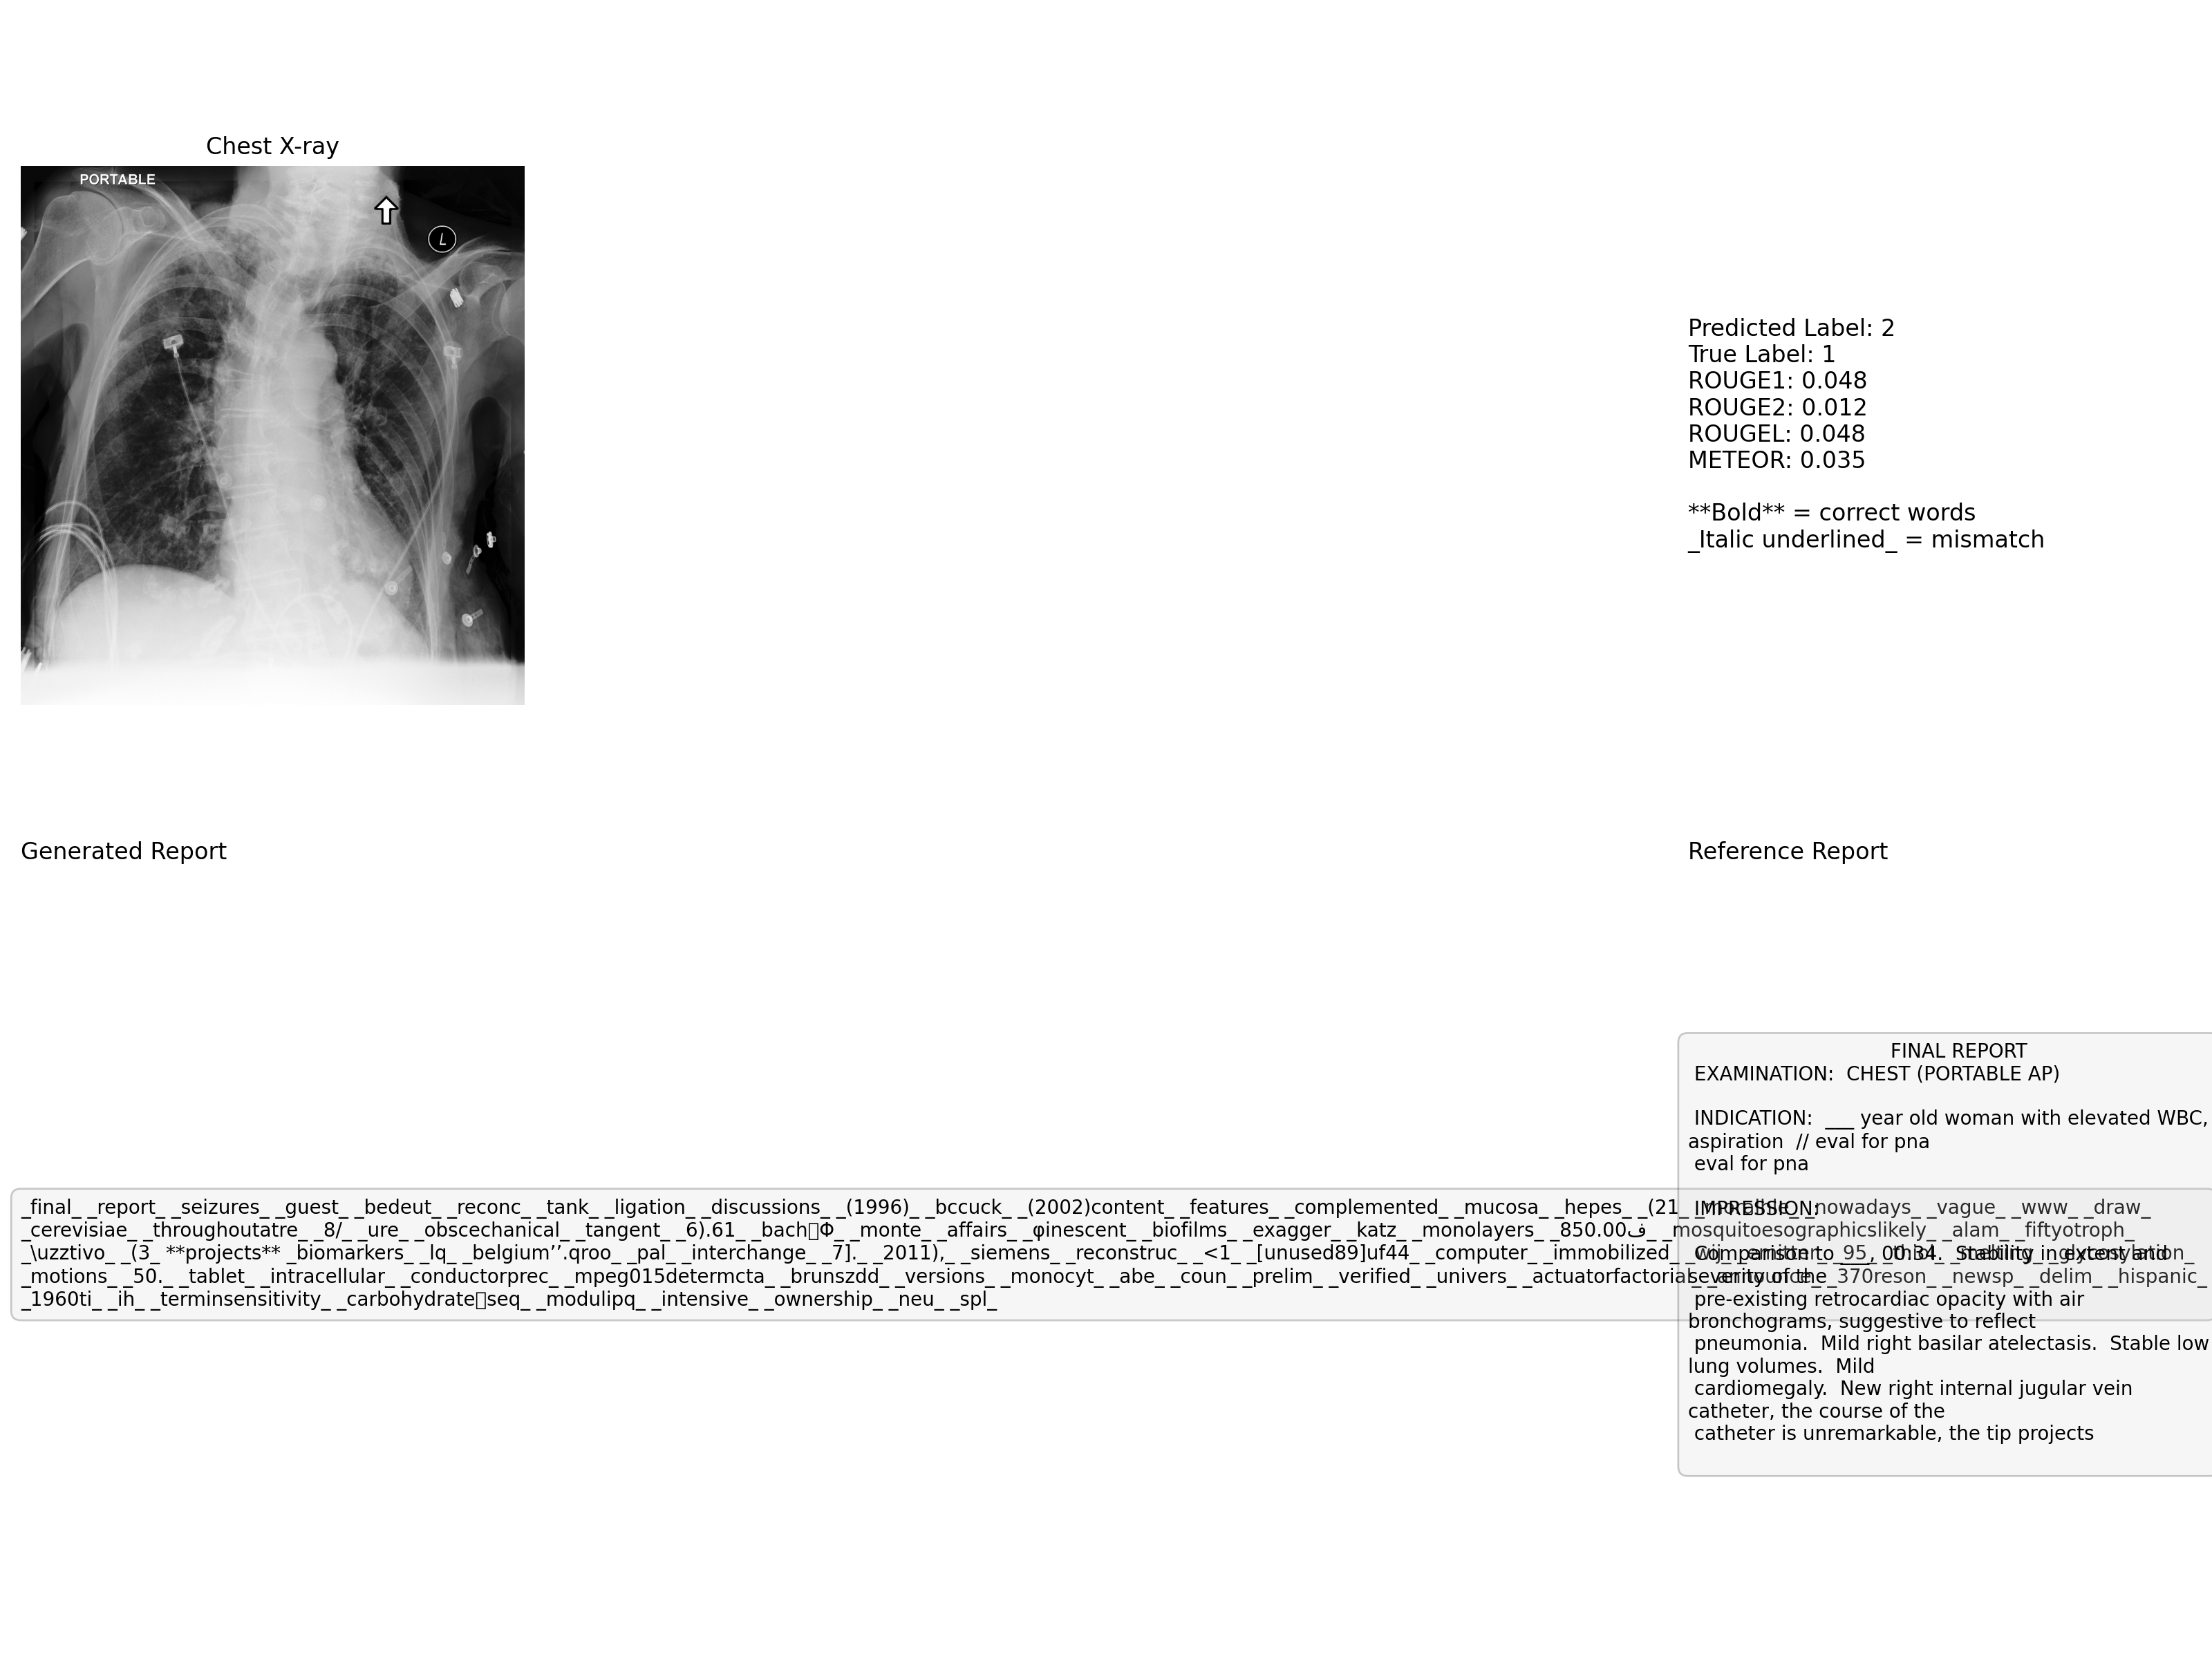 Chest X-ray
PORTABLE
L
Predicted Label: 2
True Label: 1
ROUGE1: 0.048
ROUGE2: 0.012
ROUGEL: 0.048
METEOR: 0.035
**Bold** = correct words
_Italic underlined_ = mismatch
Generated Report
_final_ _report_ _seizures_ _guest_ _bedeut_ _reconc_ _tank_ _ligation_ _discussions_ _(1996)_ _bccuck_ _(2002)content_ _features_ _complemented_ _mucosa_ _hepes_ _(21_ _nowadays_ _vague_ _www_ _draw_
_cerevisiae_ _throughoutatre_ _8/_ _ure_ _obscechanical_ _tangent_ _6).61_ _bach▯Φ_ _monte_ _affairs_ _φinescent_ _biofilms_ _exagger_ _katz_ _monolayers_ _850.00ف_ _mosquitoesographicslikely_ _alam_ _fiftyotroph_
_\uzztivo_ _(3_ **projects** _biomarkers_ _lq_ _belgium’’.qroo_ _pal_ _interchange_ _7]._ _2011),_ _siemens_ _reconstruc_ _<1_ _[unused89]uf44_ _computer_ _immobilized_ _95_
_motions_ _50._ _tablet_ _intracellular_ _conductorprec_ _mpeg015determcta_ _brunszdd_ _versions_ _monocyt_ _abe_ _coun_ _prelim_ _verified_ _univers_ _370reson_ _newsp_ _delim_ _hispanic_
_1960ti_ _ih_ _terminsensitivity_ _carbohydrate▯seq_ _modulipq_ _intensive_ _ownership_ _neu_ _spl_
Reference Report
FINAL REPORT
EXAMINATION:  CHEST (PORTABLE AP)
INDICATION:  ___ year old woman with elevated WBC,
aspiration  // eval for pna
eval for pna
IMPRESSION:
Comparison to ___, 00:34.  Stability in extent and
severity of the
pre-existing retrocardiac opacity with air
bronchograms, suggestive to reflect
pneumonia.  Mild right basilar atelectasis.  Stable low
lung volumes.  Mild
cardiomegaly.  New right internal jugular vein
catheter, the course of the
catheter is unremarkable, the tip projects